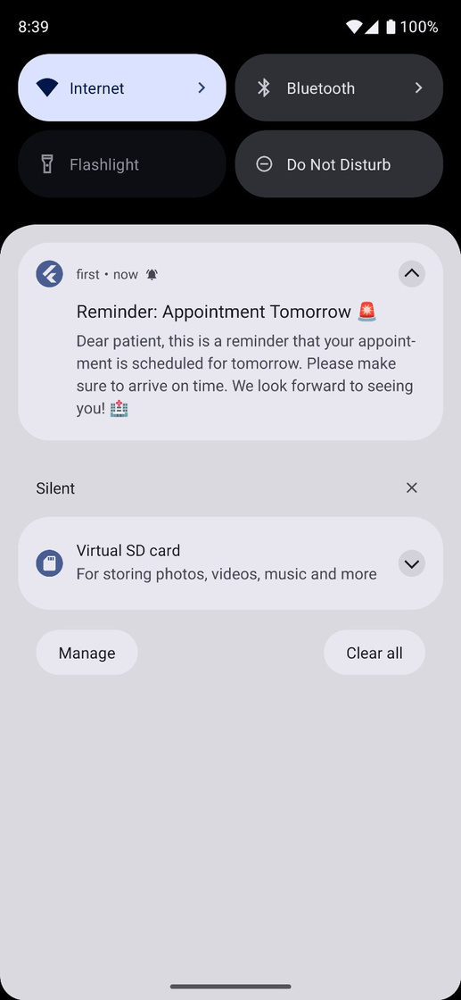 8:39
100%
Internet
Bluetooth
Flashlight
Do Not Disturb
first • now
Reminder: Appointment Tomorrow 🚨
Dear patient, this is a reminder that your appoint-
ment is scheduled for tomorrow. Please make
sure to arrive on time. We look forward to seeing
you! 🏥
Silent
Virtual SD card
For storing photos, videos, music and more
Manage
Clear all